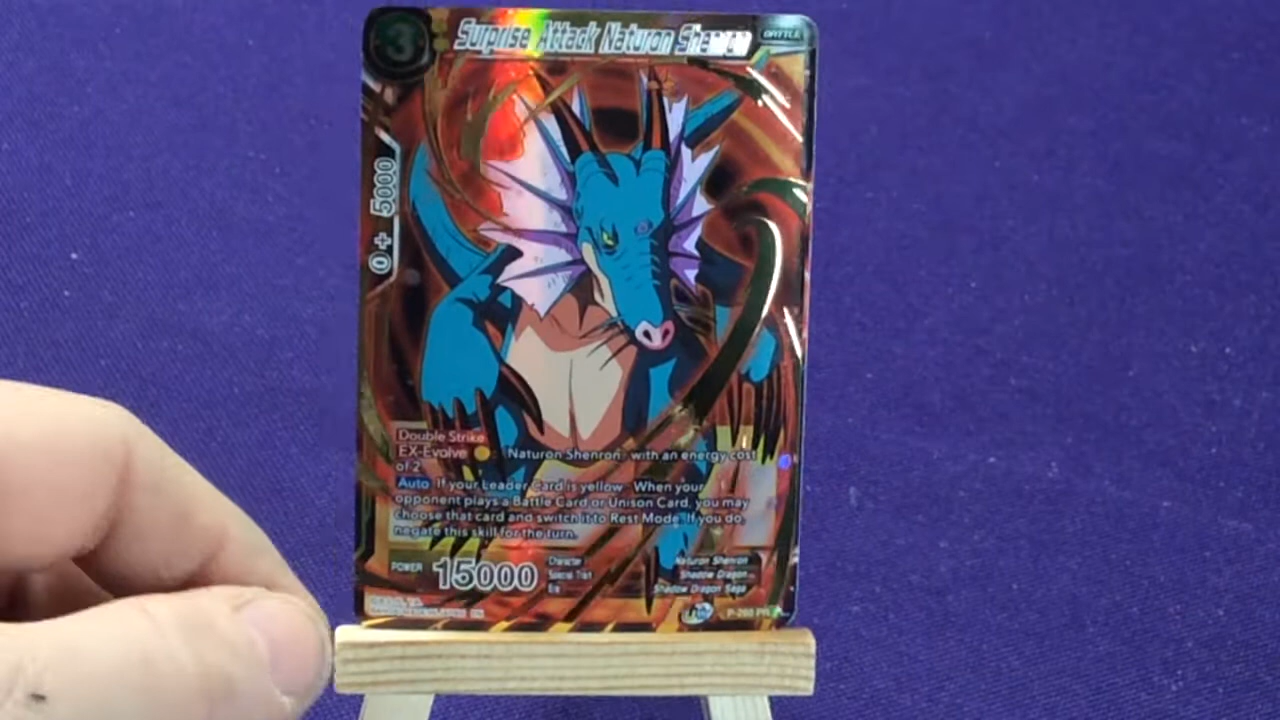 3
Surprise Attack Naturon Shenron
BATTLE
0+ 5000
Double Strike
EX-Evolve Naturon Shenron with an energy cost
of 2
Auto If your Leader Card is yellow When your
opponent plays a Battle Card or Unison Card, you may
choose that card and switch it to Rest Mode. If you do,
negate this skill for the turn.
POWER 15000
Character Naturon Shenron
Special Trait Shadow Dragon
Era Shadow Dragon Saga
PR